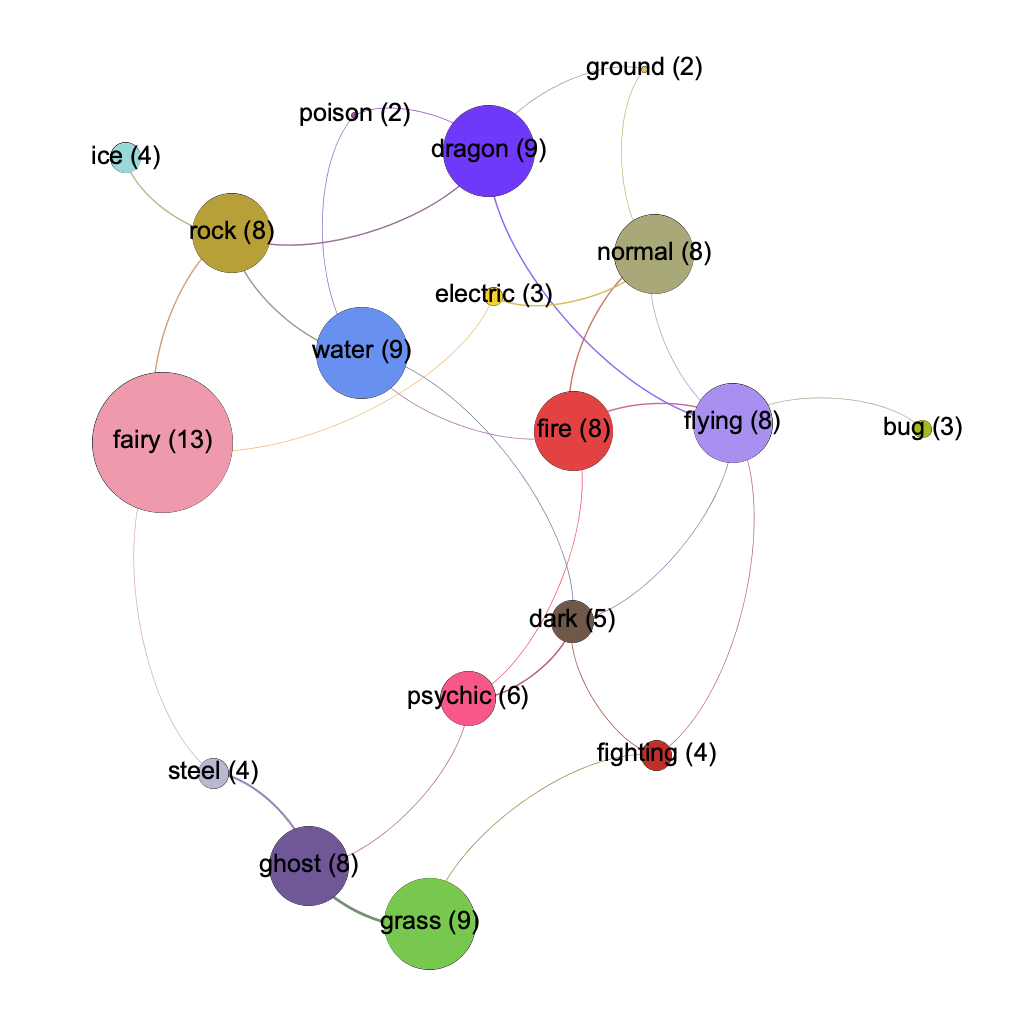 ground (2)
poison (2)
dragon (9)
ice (4)
rock (8)
normal (8)
electric (3)
water (9)
fairy (13)
fire (8)
flying (8)
bug (3)
dark (5)
psychic (6)
fighting (4)
steel (4)
ghost (8)
grass (9)